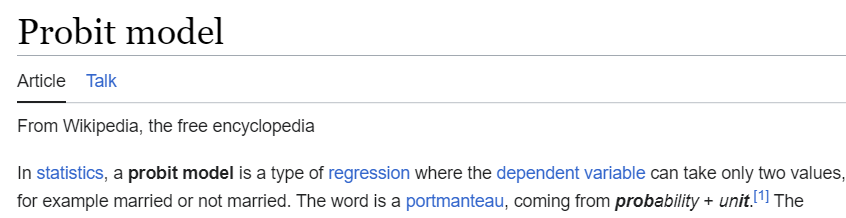 Probit model
Article Talk
From Wikipedia, the free encyclopedia
In statistics, a probit model is a type of regression where the dependent variable can take only two values,
for example married or not married. The word is a portmanteau, coming from probability + unit.[1] The